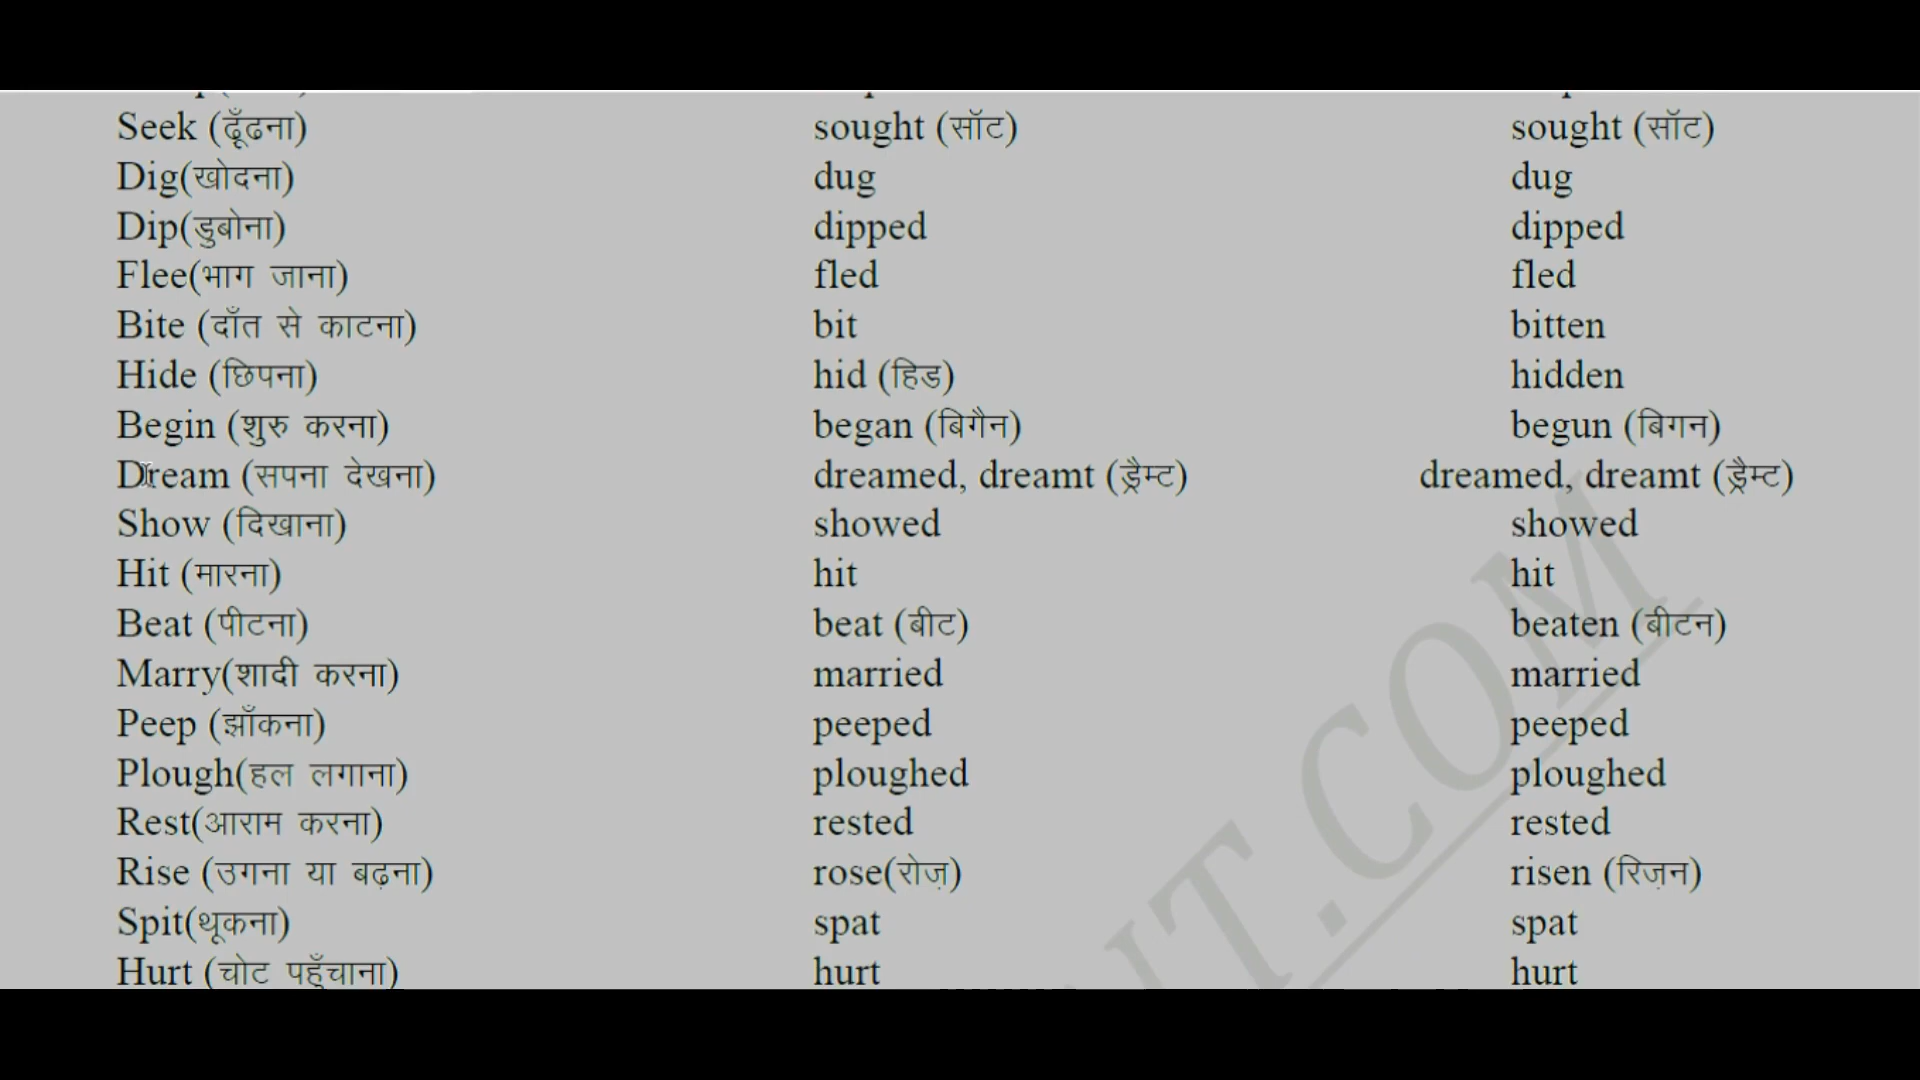 Seek (ढूँढना) sought (सॉट) sought (सॉट)
Dig(खोदना) dug dug
Dip(डुबोना) dipped dipped
Flee(भाग जाना) fled fled
Bite (दाँत से काटना) bit bitten
Hide (छिपना) hid (हिड) hidden
Begin (शुरु करना) began (बिगैन) begun (बिगन)
Dream (सपना देखना) dreamed, dreamt (ड्रैम्ट) dreamed, dreamt (ड्रैम्ट)
Show (दिखाना) showed showed
Hit (मारना) hit hit
Beat (पीटना) beat (बीट) beaten (बीटन)
Marry(शादी करना) married married
Peep (झाँकना) peeped peeped
Plough(हल लगाना) ploughed ploughed
Rest(आराम करना) rested rested
Rise (उगना या बढ़ना) rose(रोज़) risen (रिज़न)
Spit(थूकना) spat spat
Hurt (चोट पहुँचाना) hurt hurt
T.COM